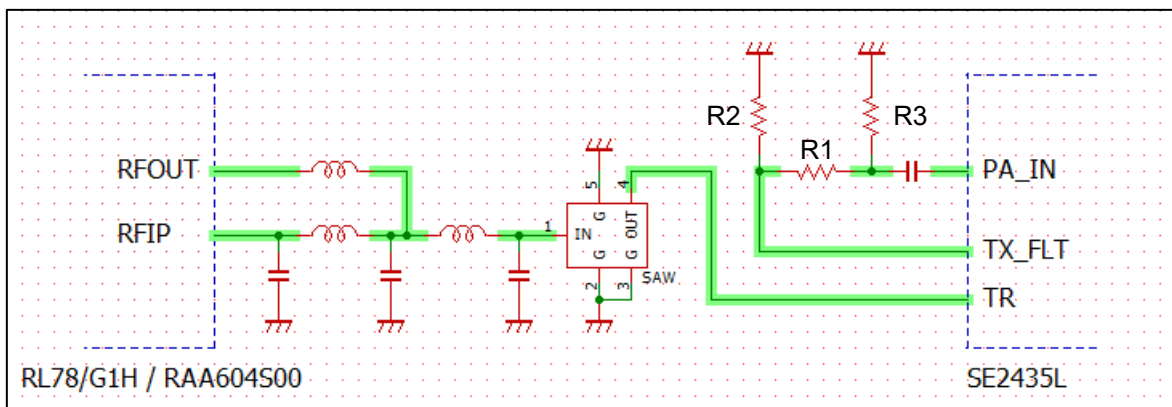 R2
R3
R1
RFOUT
PA_IN
5
4
RFIP
1
IN
G
G
OUT
G
TX_FLT
SAW
2
3
TR
RL78/G1H / RAA604S00
SE2435L